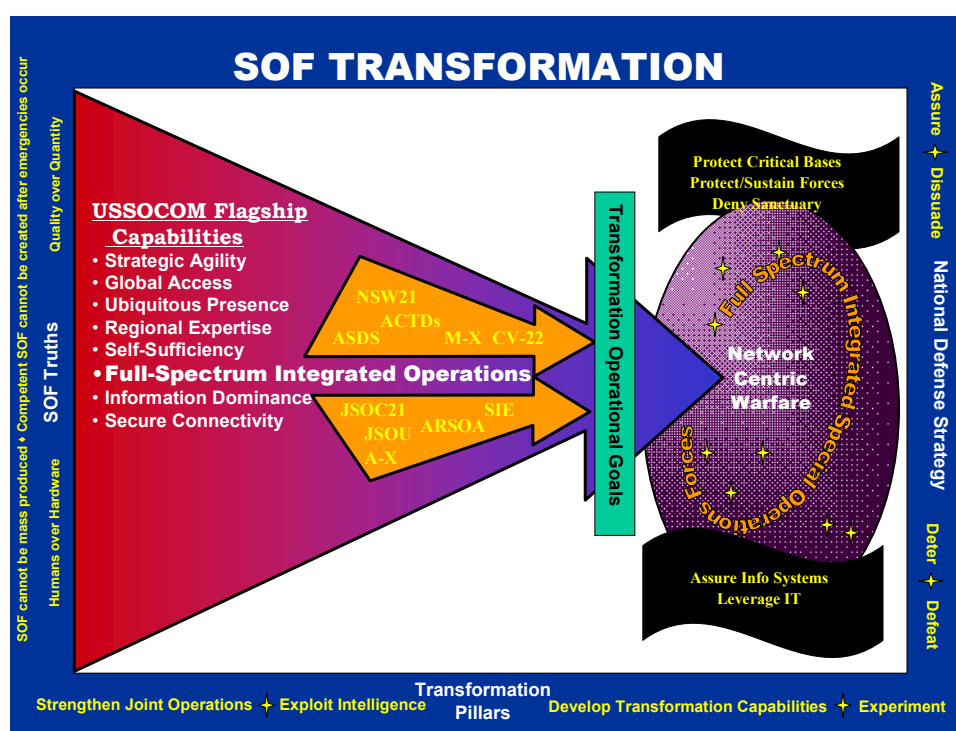 SOF TRANSFORMATION
SOF cannot be mass produced ♦ Competent SOF cannot be created after emergencies occur
Humans over Hardware
SOF Truths
Quality over Quantity
USSOCOM Flagship
Capabilities
• Strategic Agility
• Global Access
• Ubiquitous Presence
• Regional Expertise
• Self-Sufficiency
•Full-Spectrum Integrated Operations
• Information Dominance
• Secure Connectivity
NSW21
ACTDs
ASDS
M-X CV-22
JSOC21
SIE
ARSOA
JSOU
A-X
Transformation Operational Goals
Protect Critical Bases
Protect/Sustain Forces
Deny Sanctuary
Full Spectrum Integrated Special Operations Forces
Network
Centric
Warfare
Assure Info Systems
Leverage IT
Assure
Dissuade
National Defense Strategy
Deter
Defeat
Transformation
Pillars
Strengthen Joint Operations
Exploit Intelligence
Develop Transformation Capabilities
Experiment